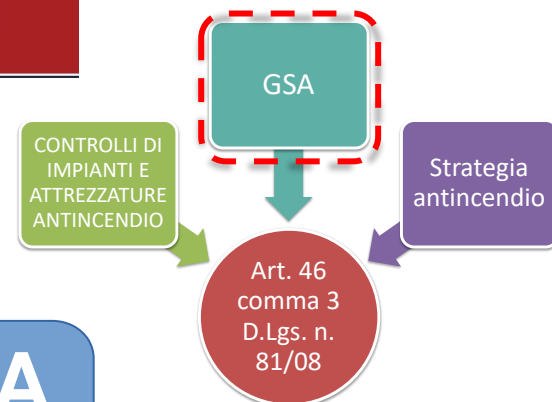 GSA
CONTROLLI DI
IMPIANTI E
ATTREZZATURE
ANTINCENDIO
Strategia
antincendio
Art. 46
comma 3
D.Lgs. n.
81/08
A